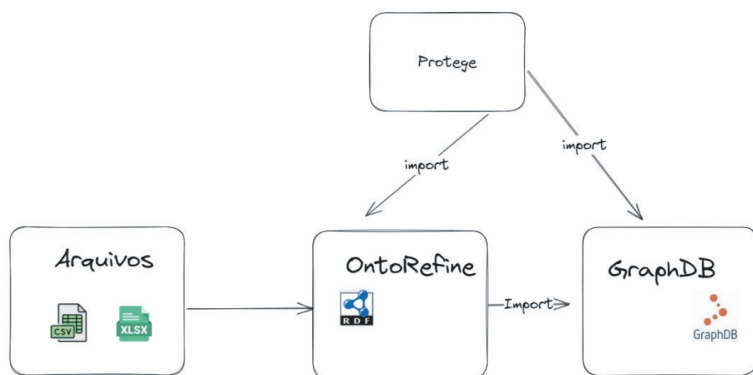 Protege
import
import
Arquivos
CSV
XLSX
OntoRefine
RDF
Import
GraphDB
GraphDB